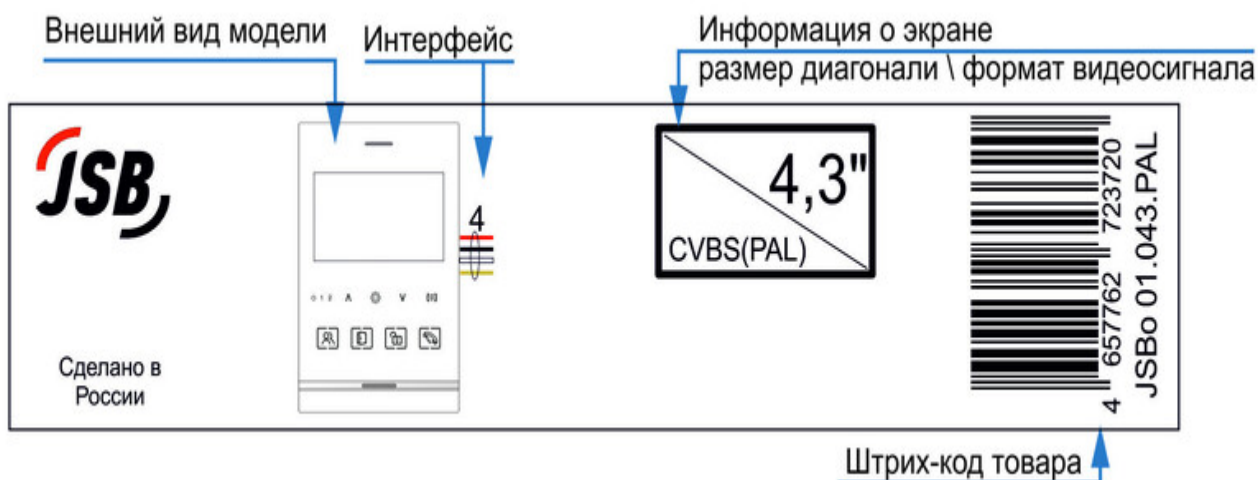 Внешний вид модели
Интерфейс
Информация о экране
размер диагонали \ формат видеосигнала
JSB
4
4,3"
CVBS(PAL)
Сделано в
России
4 657762 723720
JSBo 01.043.PAL
Штрих-код товара